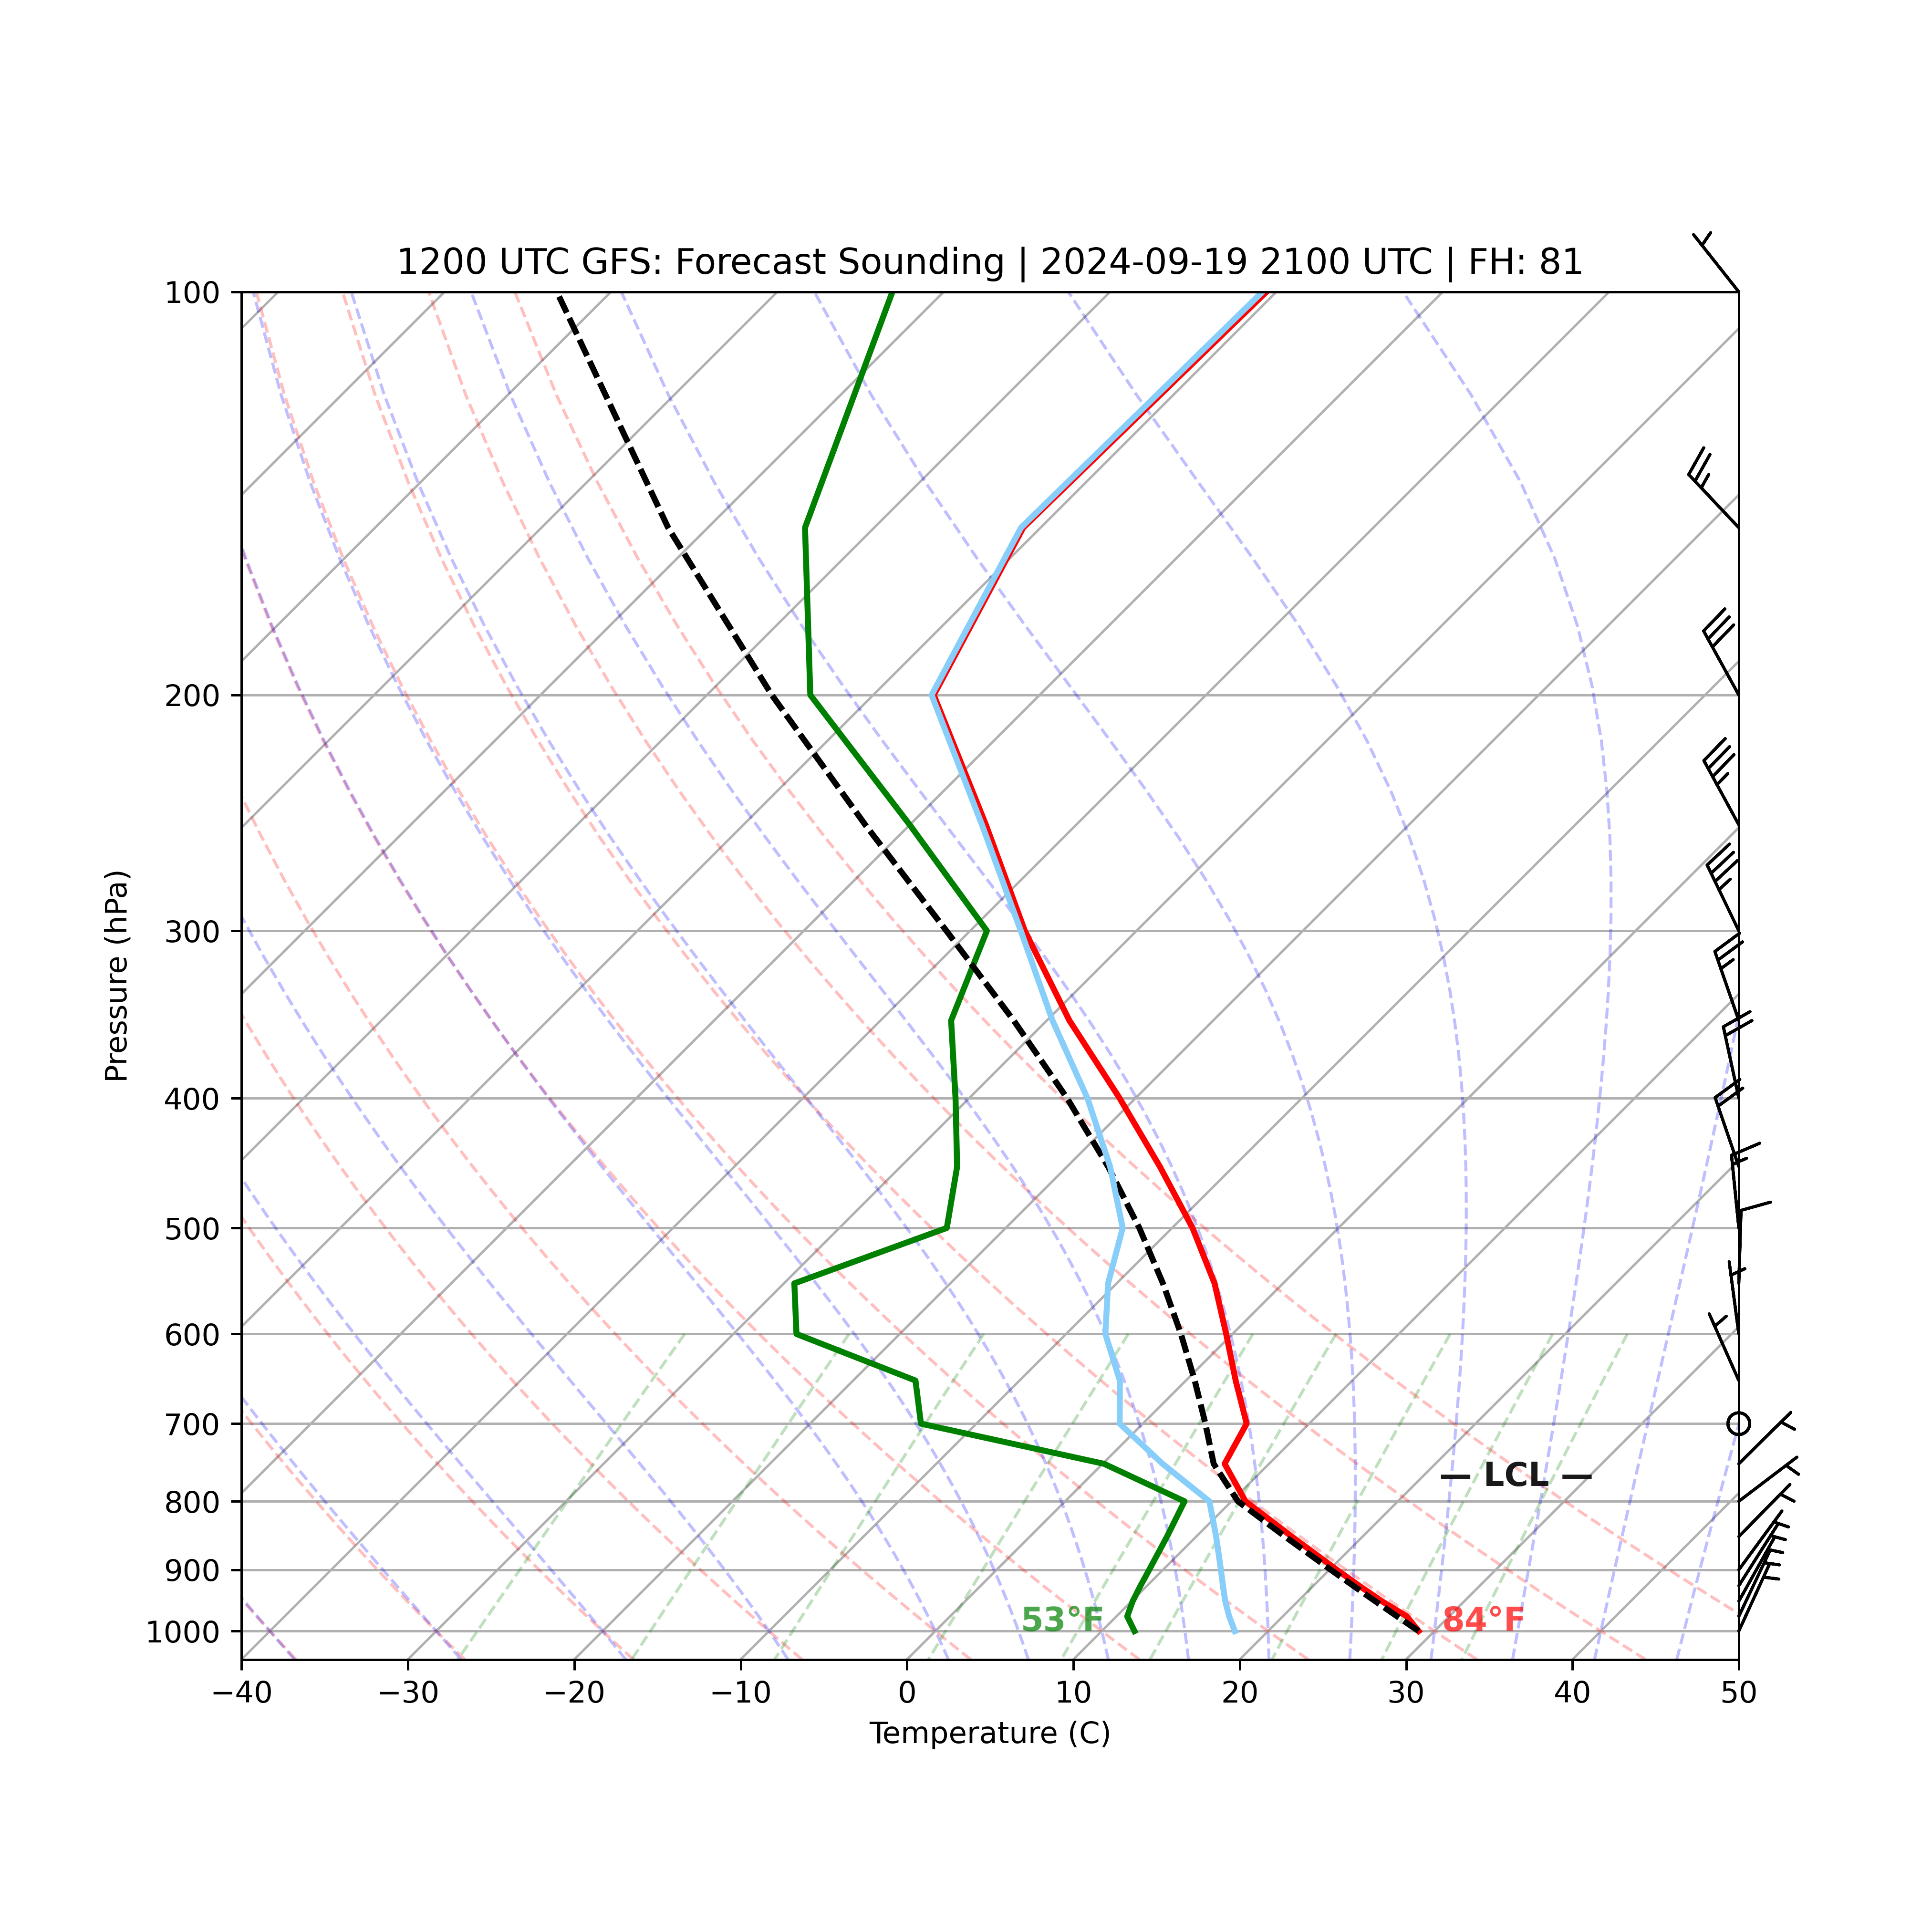 1200 UTC GFS: Forecast Sounding | 2024-09-19 2100 UTC | FH: 81
100
200
300
400
500
600
700
800
900
1000
Pressure (hPa)
— LCL —
53°F
84°F
−40 −30 −20 −10 0 10 20 30 40 50
Temperature (C)